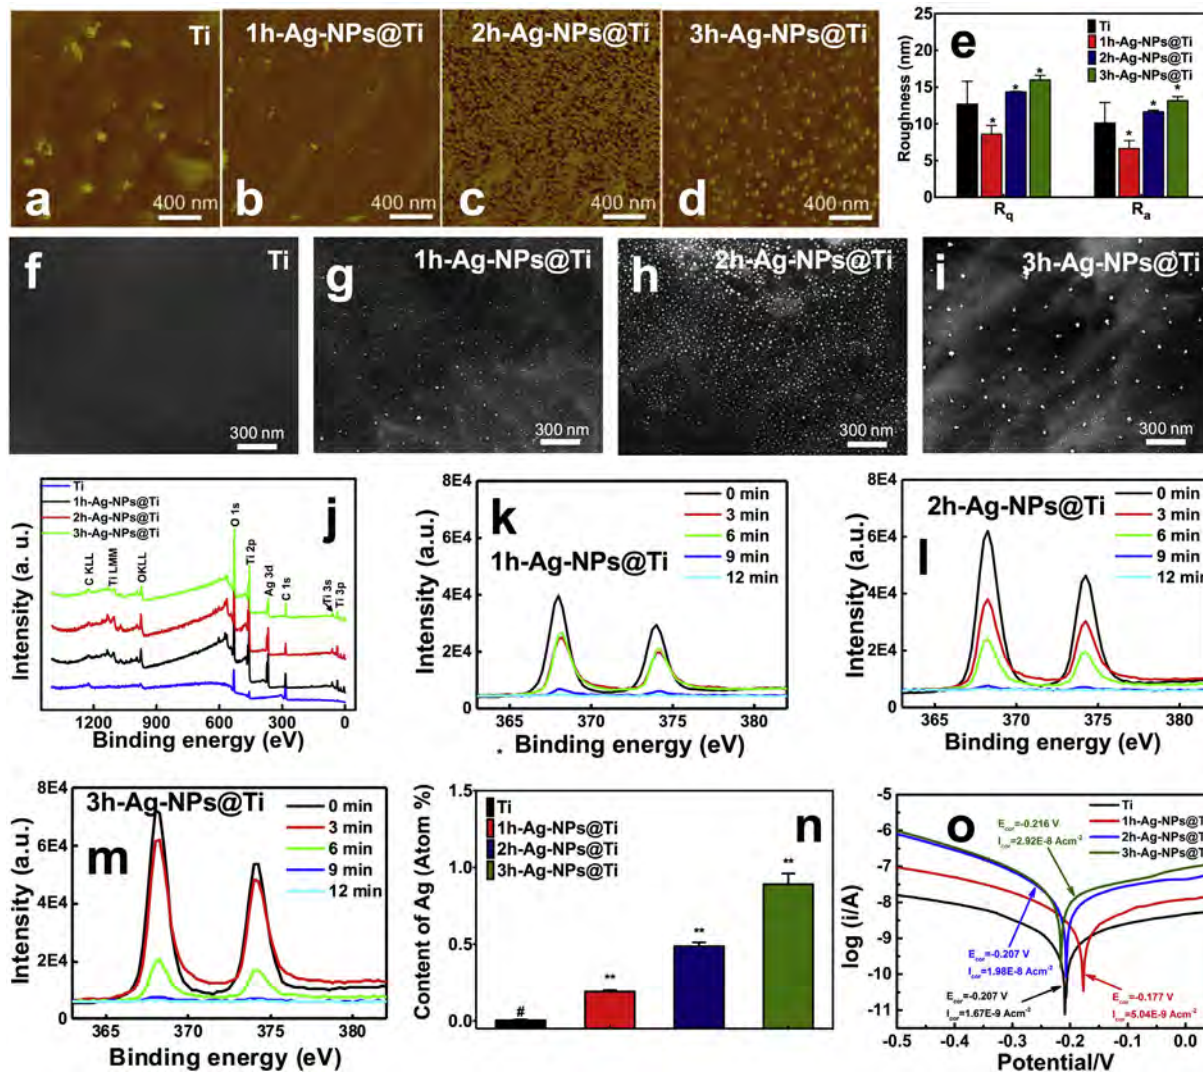 Ti
a
400 nm
1h-Ag-NPs@Ti
b
400 nm
2h-Ag-NPs@Ti
c
400 nm
3h-Ag-NPs@Ti
d
400 nm
e
Roughness (nm)
25
20
15
10
5
0
Ti
1h-Ag-NPs@Ti
2h-Ag-NPs@Ti
3h-Ag-NPs@Ti
* * *
* * *
Rq
Ra
f
Ti
300 nm
g
1h-Ag-NPs@Ti
300 nm
h
2h-Ag-NPs@Ti
300 nm
i
3h-Ag-NPs@Ti
300 nm
j
Intensity (a. u.)
Ti
1h-Ag-NPs@Ti
2h-Ag-NPs@Ti
3h-Ag-NPs@Ti
C KLL
Ti LMM
OKLL
O 1s
Ti 2p
Ag 3d
C 1s
Ti 3s
Ti 3p
1200 900 600 300 0
Binding energy (eV)
k
1h-Ag-NPs@Ti
Intensity (a.u.)
8E4
6E4
4E4
2E4
0
0 min
3 min
6 min
9 min
12 min
365 370 375 380
Binding energy (eV)
l
2h-Ag-NPs@Ti
Intensity (a.u.)
8E4
6E4
4E4
2E4
0
0 min
3 min
6 min
9 min
12 min
365 370 375 380
Binding energy (eV)
3h-Ag-NPs@Ti
m
Intensity (a.u.)
8E4
6E4
4E4
2E4
0
0 min
3 min
6 min
9 min
12 min
365 370 375 380
Binding energy (eV)
n
Content of Ag (Atom %)
1.5
1.0
0.5
0.0
Ti
1h-Ag-NPs@Ti
2h-Ag-NPs@Ti
3h-Ag-NPs@Ti
#
**
**
**
o
log (i/A)
-5
-6
-7
-8
-9
-10
-11
Ti
1h-Ag-NPs@T
2h-Ag-NPs@T
3h-Ag-NPs@T
Ecor=-0.216 V
Icor=2.92E-8 Acm-2
Ecor=-0.207 V
Icor=1.98E-8 Acm-2
Ecor=-0.207 V
Icor=1.67E-9 Acm-2
Ecor=-0.177 V
Icor=5.04E-9 Acm-2
-0.5 -0.4 -0.3 -0.2 -0.1 0.0
Potential/V